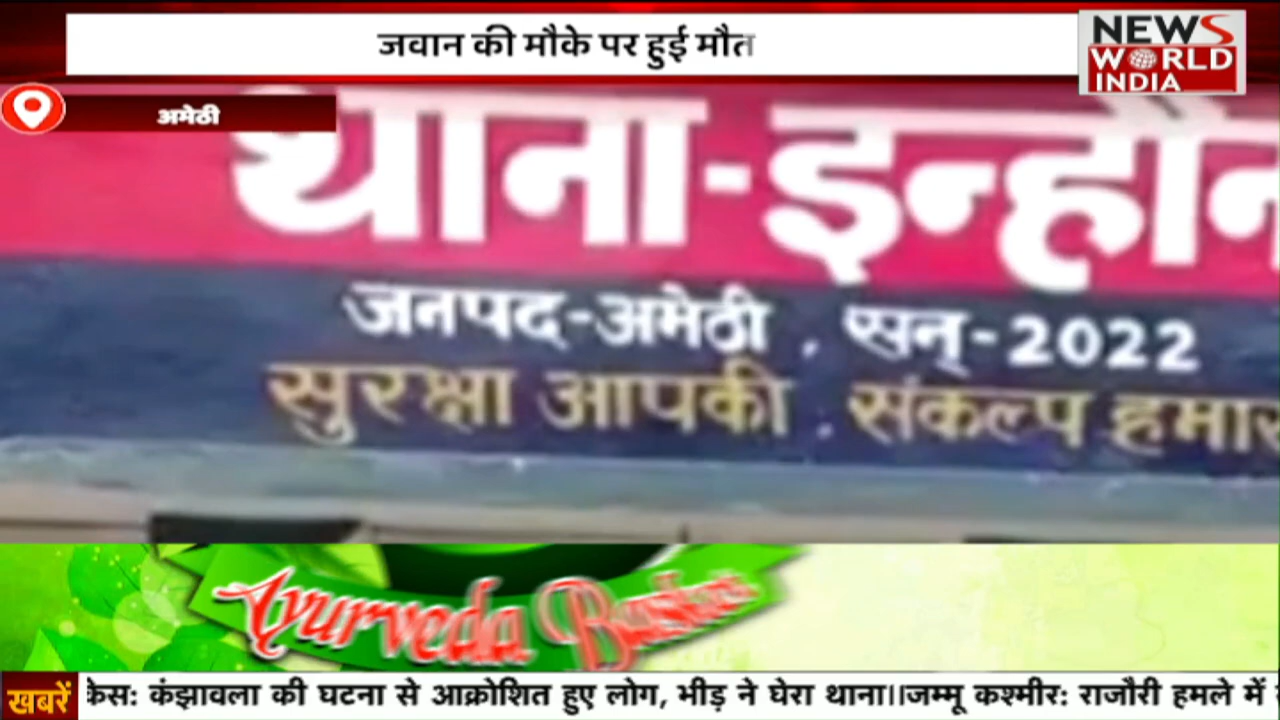 जवान की मौके पर हुई मौत
NEWS
WORLD
INDIA
अमेठी
थाना-इन्हौन
जनपद-अमेठी , सन्-2022
सुरक्षा आपकी , संकल्प हमार
Ayurveda
खबरें
केस: कंझावला की घटना से आक्रोशित हुए लोग, भीड़ ने घेरा थाना।।जम्मू कश्मीर: राजौरी हमले में